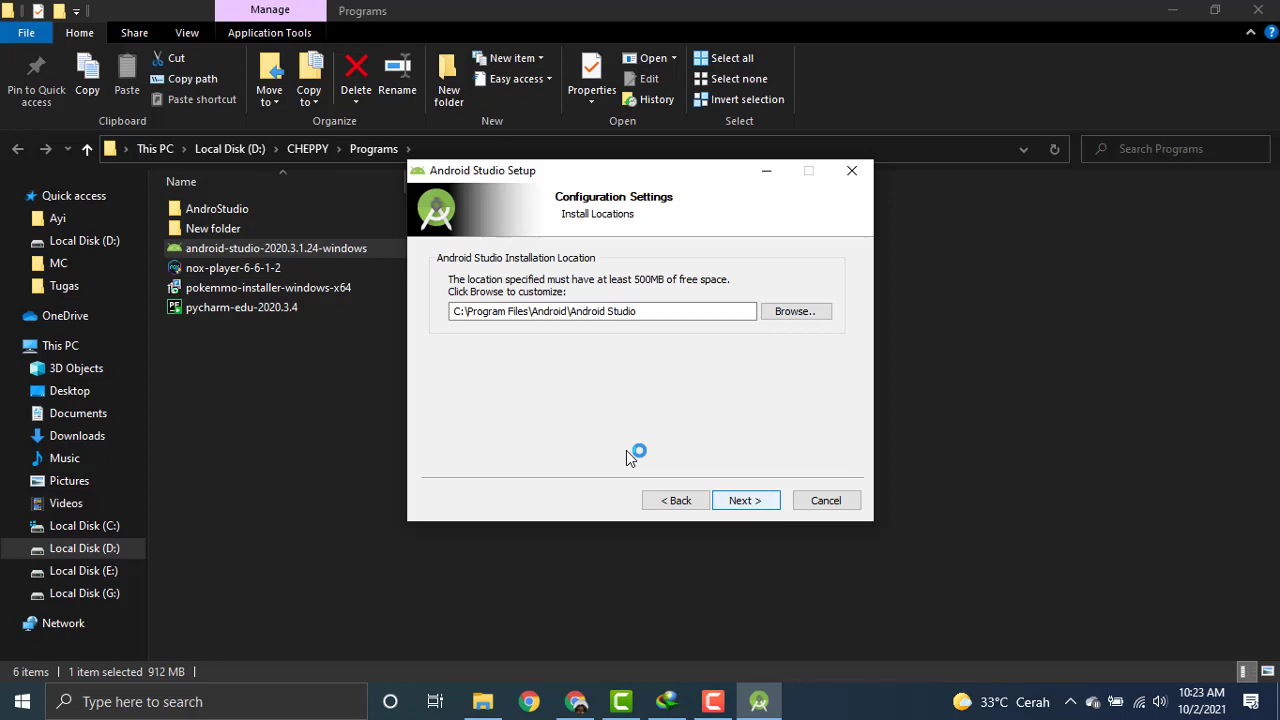 Manage
Programs
File
Home
Share
View
Application Tools
Pin to Quick access
Copy
Paste
Cut
Copy path
Paste shortcut
Clipboard
Move to
Copy to
Delete
Rename
Organize
New folder
New item
Easy access
New
Properties
Open
Edit
History
Open
Select all
Select none
Invert selection
Select
This PC > Local Disk (D:) > CHEPPY > Programs >
Search Programs
Quick access
Ayi
Local Disk (D:)
MC
Tugas
OneDrive
This PC
3D Objects
Desktop
Documents
Downloads
Music
Pictures
Videos
Local Disk (C:)
Local Disk (D:)
Local Disk (E:)
Local Disk (G:)
Network
Name
AndroStudio
New folder
android-studio-2020.3.1.24-windows
nox-player-6-6-1-2
pokemmo-installer-windows-x64
pycharm-edu-2020.3.4
Android Studio Setup
Configuration Settings
Install Locations
Android Studio Installation Location
The location specified must have at least 500MB of free space.
Click Browse to customize:
C:\Program Files\Android\Android Studio
Browse..
< Back
Next >
Cancel
6 items
1 item selected 912 MB
Type here to search
33°C Cerah
10:23 AM
10/2/2021